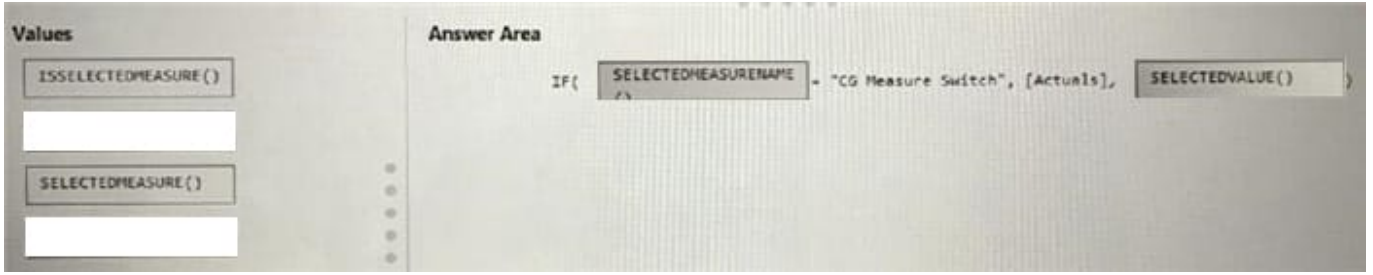 Values
Answer Area
ISSELECTEDMEASURE()
IF( SELECTEDMEASURENAME = "CG Measure Switch", [Actuals], SELECTEDVALUE() )
()
SELECTEDMEASURE()